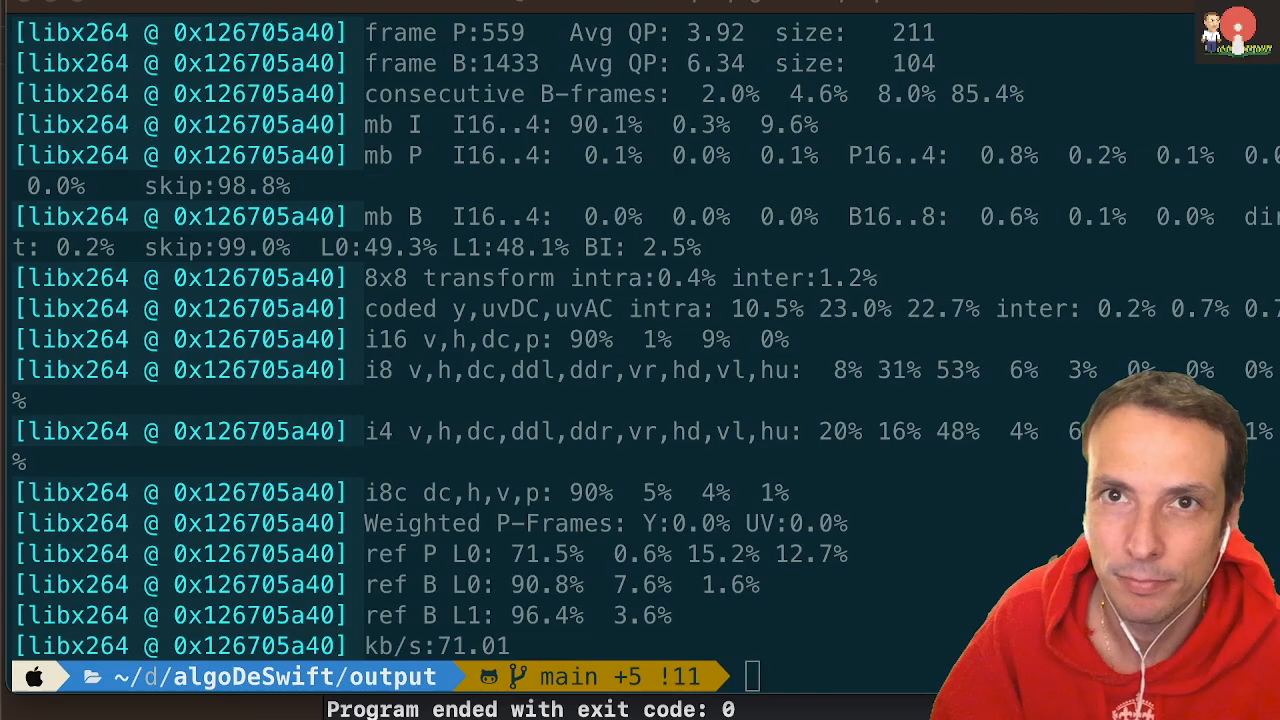 [libx264 @ 0x126705a40] frame P:559   Avg QP: 3.92  size:   211
[libx264 @ 0x126705a40] frame B:1433  Avg QP: 6.34  size:   104
[libx264 @ 0x126705a40] consecutive B-frames:  2.0%  4.6%  8.0% 85.4%
[libx264 @ 0x126705a40] mb I  I16..4: 90.1%  0.3%  9.6%
[libx264 @ 0x126705a40] mb P  I16..4:  0.1%  0.0%  0.1%  P16..4:  0.8%  0.2%  0.1%  0.0
 0.0%    skip:98.8%
[libx264 @ 0x126705a40] mb B  I16..4:  0.0%  0.0%  0.0%  B16..8:  0.6%  0.1%  0.0%  di
t: 0.2%  skip:99.0%  L0:49.3% L1:48.1% BI: 2.5%
[libx264 @ 0x126705a40] 8x8 transform intra:0.4% inter:1.2%
[libx264 @ 0x126705a40] coded y,uvDC,uvAC intra: 10.5% 23.0% 22.7% inter: 0.2% 0.7% 0.7
[libx264 @ 0x126705a40] i16 v,h,dc,p: 90%  1%  9%  0%
[libx264 @ 0x126705a40] i8 v,h,dc,ddl,ddr,vr,hd,vl,hu:  8% 31% 53%  6%  3%  0%  0%  0%
%
[libx264 @ 0x126705a40] i4 v,h,dc,ddl,ddr,vr,hd,vl,hu: 20% 16% 48%  4%  6 1%
%
[libx264 @ 0x126705a40] i8c dc,h,v,p: 90%  5%  4%  1%
[libx264 @ 0x126705a40] Weighted P-Frames: Y:0.0% UV:0.0%
[libx264 @ 0x126705a40] ref P L0: 71.5%  0.6% 15.2% 12.7%
[libx264 @ 0x126705a40] ref B L0: 90.8%  7.6%  1.6%
[libx264 @ 0x126705a40] ref B L1: 96.4%  3.6%
[libx264 @ 0x126705a40] kb/s:71.01
~/d/algoDeSwift/output main +5 !11
Program ended with exit code: 0